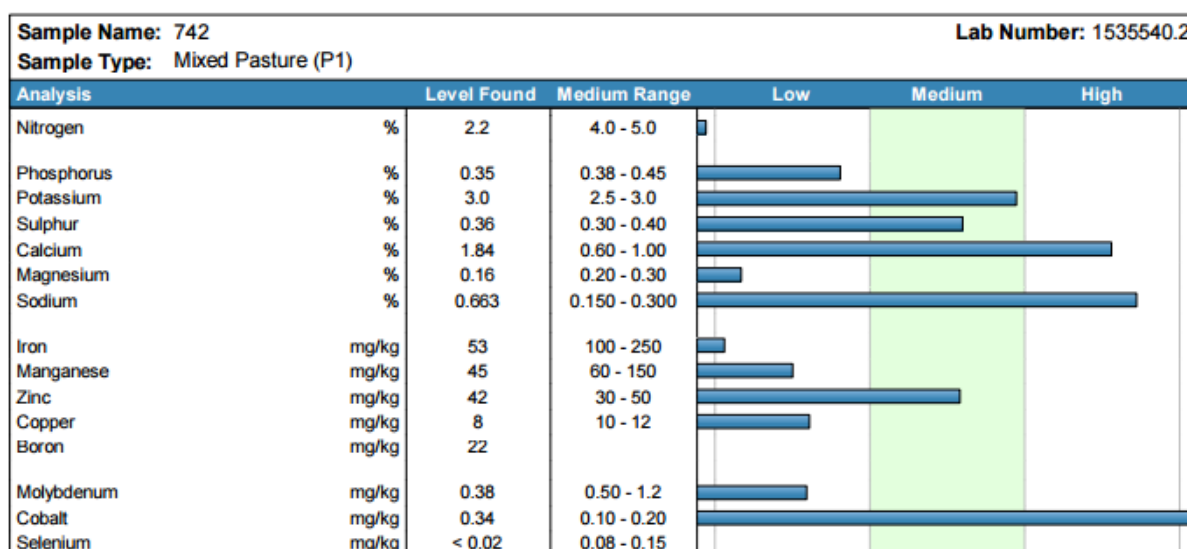 Sample Name: 742 Lab Number: 1535540.2
Sample Type: Mixed Pasture (P1)
Analysis Level Found Medium Range Low Medium High
Nitrogen % 2.2 4.0 - 5.0
Phosphorus % 0.35 0.38 - 0.45
Potassium % 3.0 2.5 - 3.0
Sulphur % 0.36 0.30 - 0.40
Calcium % 1.84 0.60 - 1.00
Magnesium % 0.16 0.20 - 0.30
Sodium % 0.663 0.150 - 0.300
Iron mg/kg 53 100 - 250
Manganese mg/kg 45 60 - 150
Zinc mg/kg 42 30 - 50
Copper mg/kg 8 10 - 12
Boron mg/kg 22
Molybdenum mg/kg 0.38 0.50 - 1.2
Cobalt mg/kg 0.34 0.10 - 0.20
Selenium mg/kg < 0.02 0.08 - 0.15